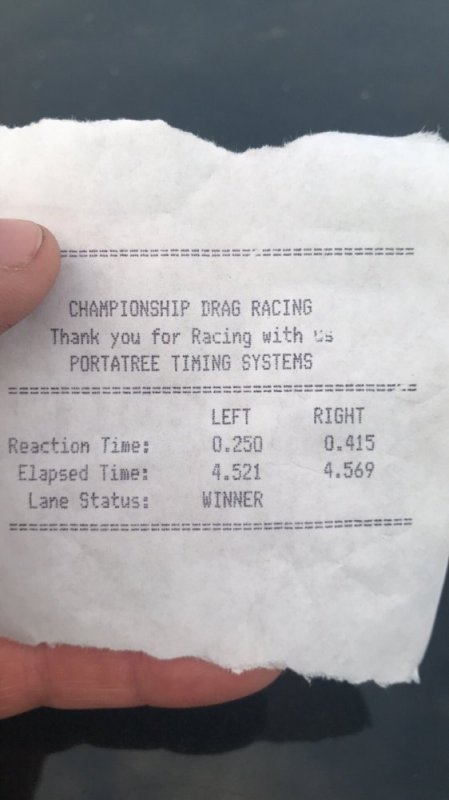 ==============================================
CHAMPIONSHIP DRAG RACING
Thank you for Racing with us
PORTATREE TIMING SYSTEMS
==============================================
LEFT RIGHT
Reaction Time: 0.250 0.415
Elapsed Time: 4.521 4.569
Lane Status: WINNER
==============================================